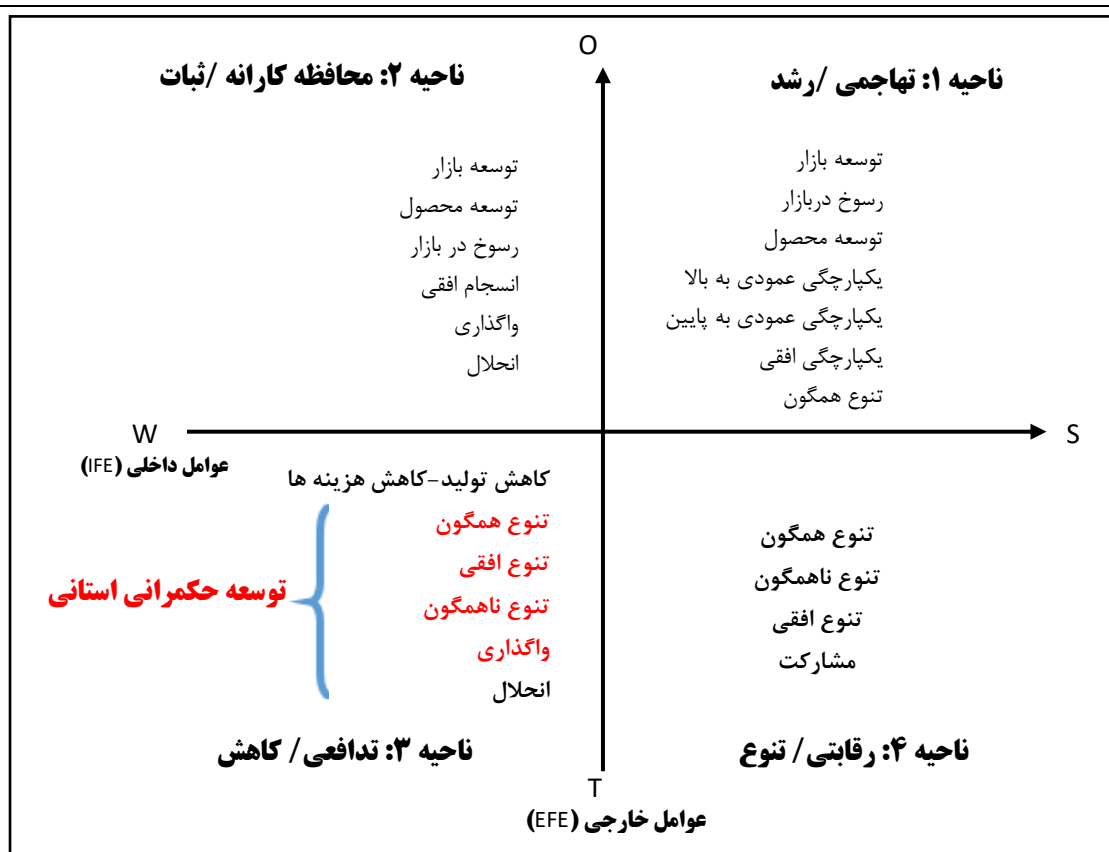 O
ناحیه ۱: تهاجمی /رشد
توسعه بازار
رسوخ دربازار
توسعه محصول
یکپارچگی عمودی به بالا
یکپارچگی عمودی به پایین
یکپارچگی افقی
تنوع همگون
ناحیه ۲: محافظه کارانه /ثبات
توسعه بازار
توسعه محصول
رسوخ در بازار
انسجام افقی
واگذاری
انحلال
S
W
عوامل داخلی (IFE)
کاهش تولید-کاهش هزینه ها
تنوع همگون
تنوع افقی
تنوع ناهمگون
واگذاری
انحلال
توسعه حکمرانی استانی
ناحیه ۳: تدافعی/ کاهش
تنوع همگون
تنوع ناهمگون
تنوع افقی
مشارکت
ناحیه ۴: رقابتی/ تنوع
T
عوامل خارجی (EFE)